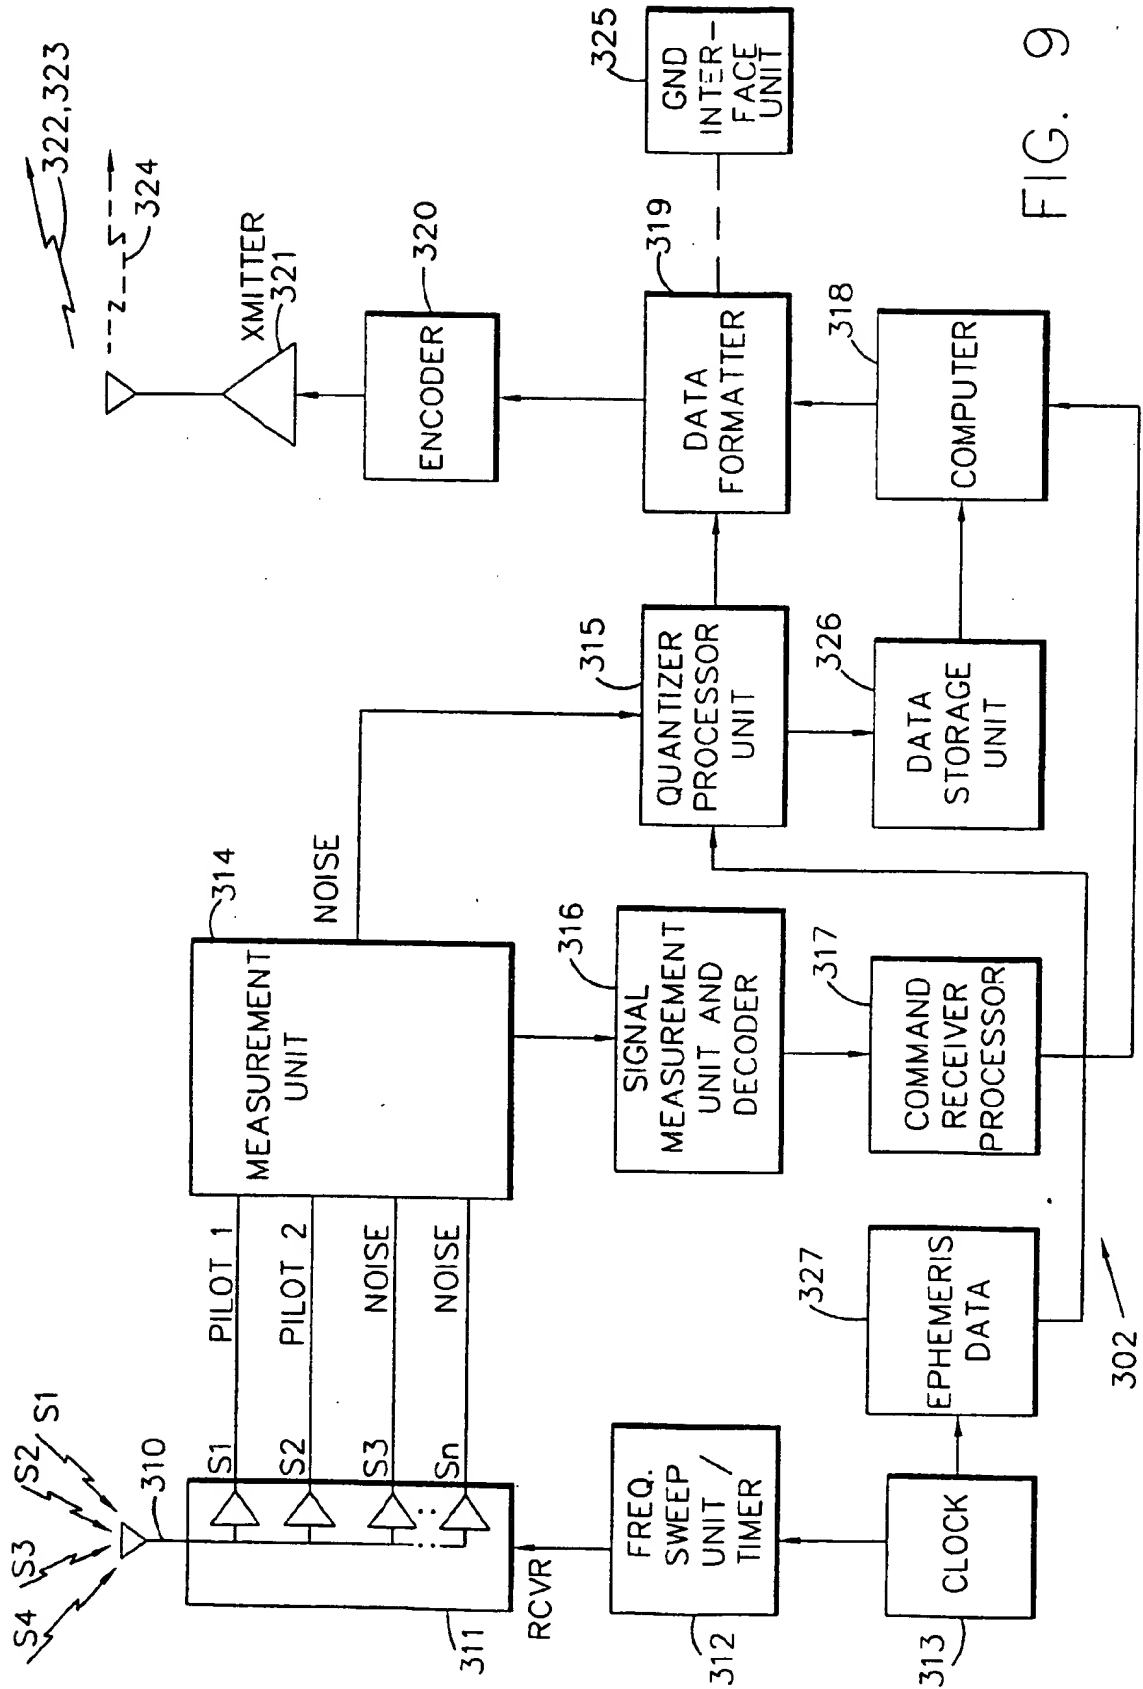 S4
S3
S2
S1
310
311
RCVR
S1
S2
S3
Sn
PILOT 1
PILOT 2
NOISE
NOISE
MEASUREMENT
UNIT
314
NOISE
322,323
324
XMITTER
321
ENCODER
320
FREQ.
SWEEP
UNIT /
TIMER
312
SIGNAL
MEASUREMENT
UNIT AND
DECODER
316
QUANTIZER
PROCESSOR
UNIT
315
DATA
FORMATTER
319
GND
INTER-
FACE
UNIT
325
CLOCK
313
EPHEMERIS
DATA
327
COMMAND
RECEIVER
PROCESSOR
317
DATA
STORAGE
UNIT
326
COMPUTER
318
302
FIG. 9